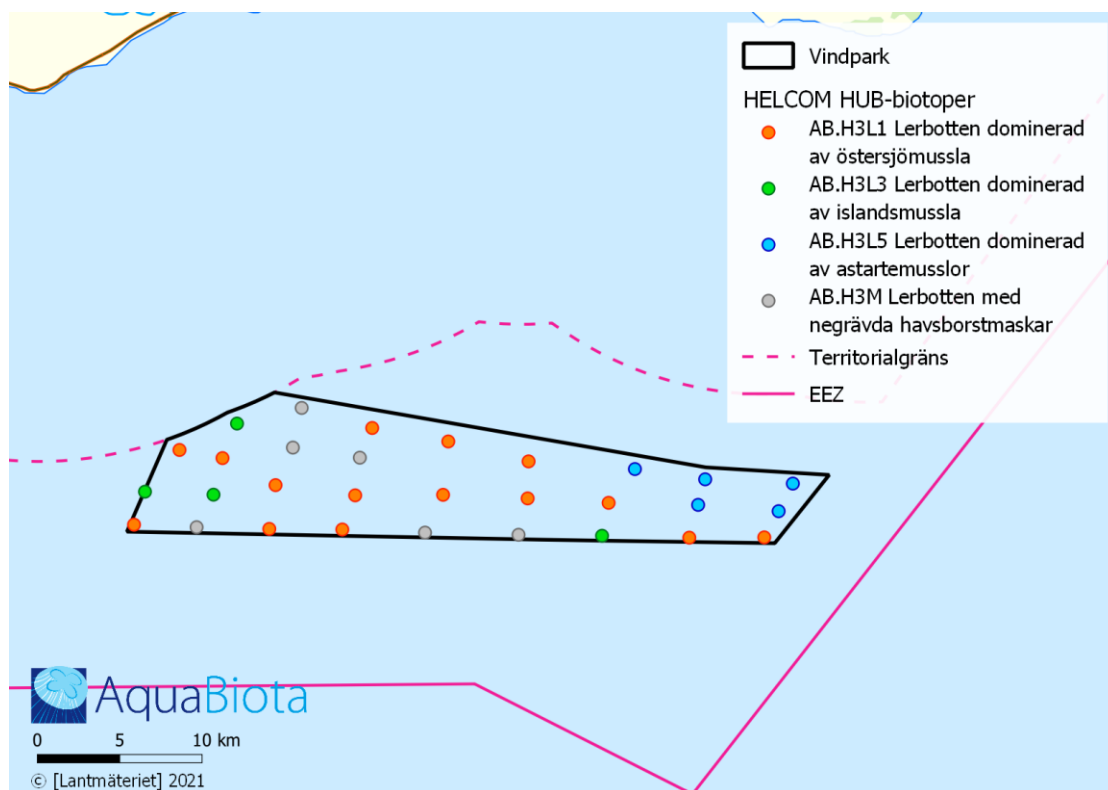 Vindpark
HELCOM HUB-biotoper
AB.H3L1 Lerbotten dominerad
av östersjömussla
AB.H3L3 Lerbotten dominerad
av islandsmussla
AB.H3L5 Lerbotten dominerad
av astartemusslor
AB.H3M Lerbotten med
negrävda havsborstmaskar
Territorialgräns
EEZ
AquaBiota
0 5 10 km
© [Lantmäteriet] 2021